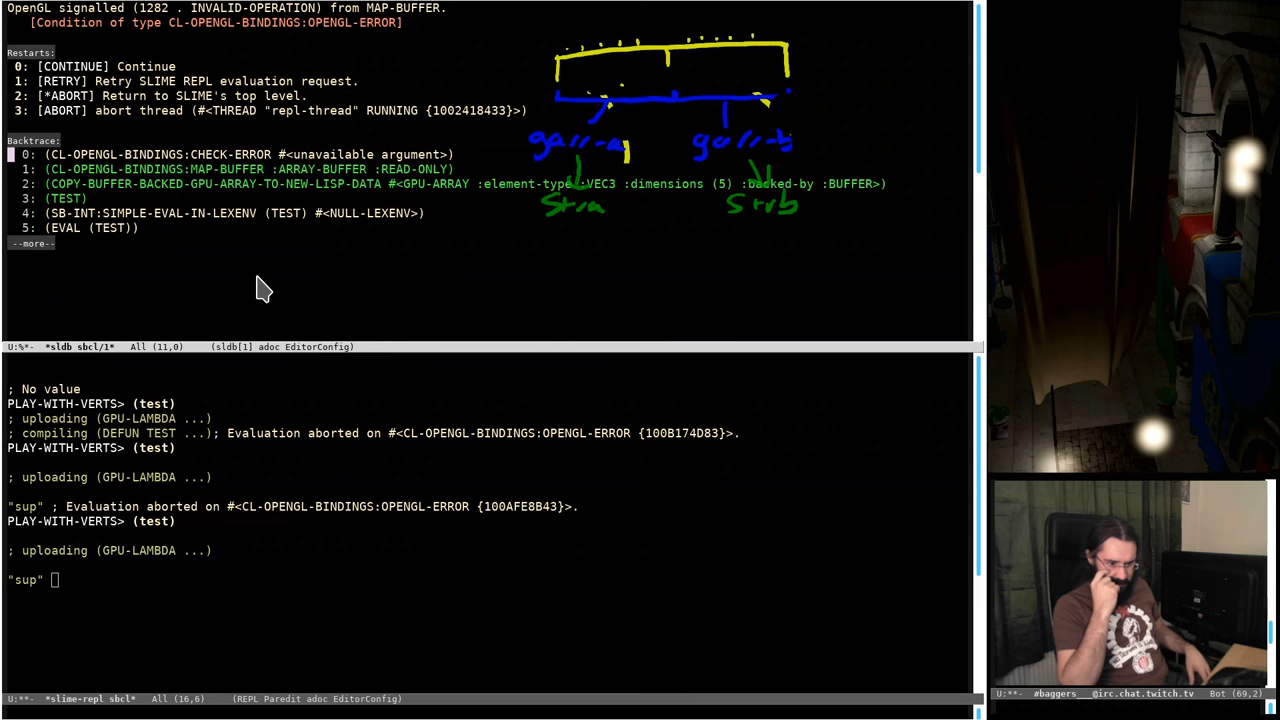 OpenGL signalled (1282 . INVALID-OPERATION) from MAP-BUFFER.
[Condition of type CL-OPENGL-BINDINGS:OPENGL-ERROR]
Restarts:
0: [CONTINUE] Continue
1: [RETRY] Retry SLIME REPL evaluation request.
2: [*ABORT] Return to SLIME's top level.
3: [ABORT] abort thread (#<THREAD "repl-thread" RUNNING {1002418433}>)
Backtrace:
0: (CL-OPENGL-BINDINGS:CHECK-ERROR #<unavailable argument>)
1: (CL-OPENGL-BINDINGS:MAP-BUFFER :ARRAY-BUFFER :READ-ONLY)
2: (COPY-BUFFER-BACKED-GPU-ARRAY-TO-NEW-LISP-DATA #<GPU-ARRAY :element-type :VEC3 :dimensions (5) :backed-by :BUFFER>)
3: (TEST)
4: (SB-INT:SIMPLE-EVAL-IN-LEXENV (TEST) #<NULL-LEXENV>)
5: (EVAL (TEST))
--more--
garr-a garr-b
Stra Strb
U:%*- *sldb sbcl/1* All (11,0) (sldb[1] adoc EditorConfig)
; No value
PLAY-WITH-VERTS> (test)
; uploading (GPU-LAMBDA ...)
; compiling (DEFUN TEST ...); Evaluation aborted on #<CL-OPENGL-BINDINGS:OPENGL-ERROR {100B174D83}>.
PLAY-WITH-VERTS> (test)
; uploading (GPU-LAMBDA ...)
"sup" ; Evaluation aborted on #<CL-OPENGL-BINDINGS:OPENGL-ERROR {100AFE8B43}>.
PLAY-WITH-VERTS> (test)
; uploading (GPU-LAMBDA ...)
"sup"
U:**- *slime-repl sbcl* All (16,6) (REPL Paredit adoc EditorConfig)
U:**- #baggers___@irc.chat.twitch.tv Bot (69,2)